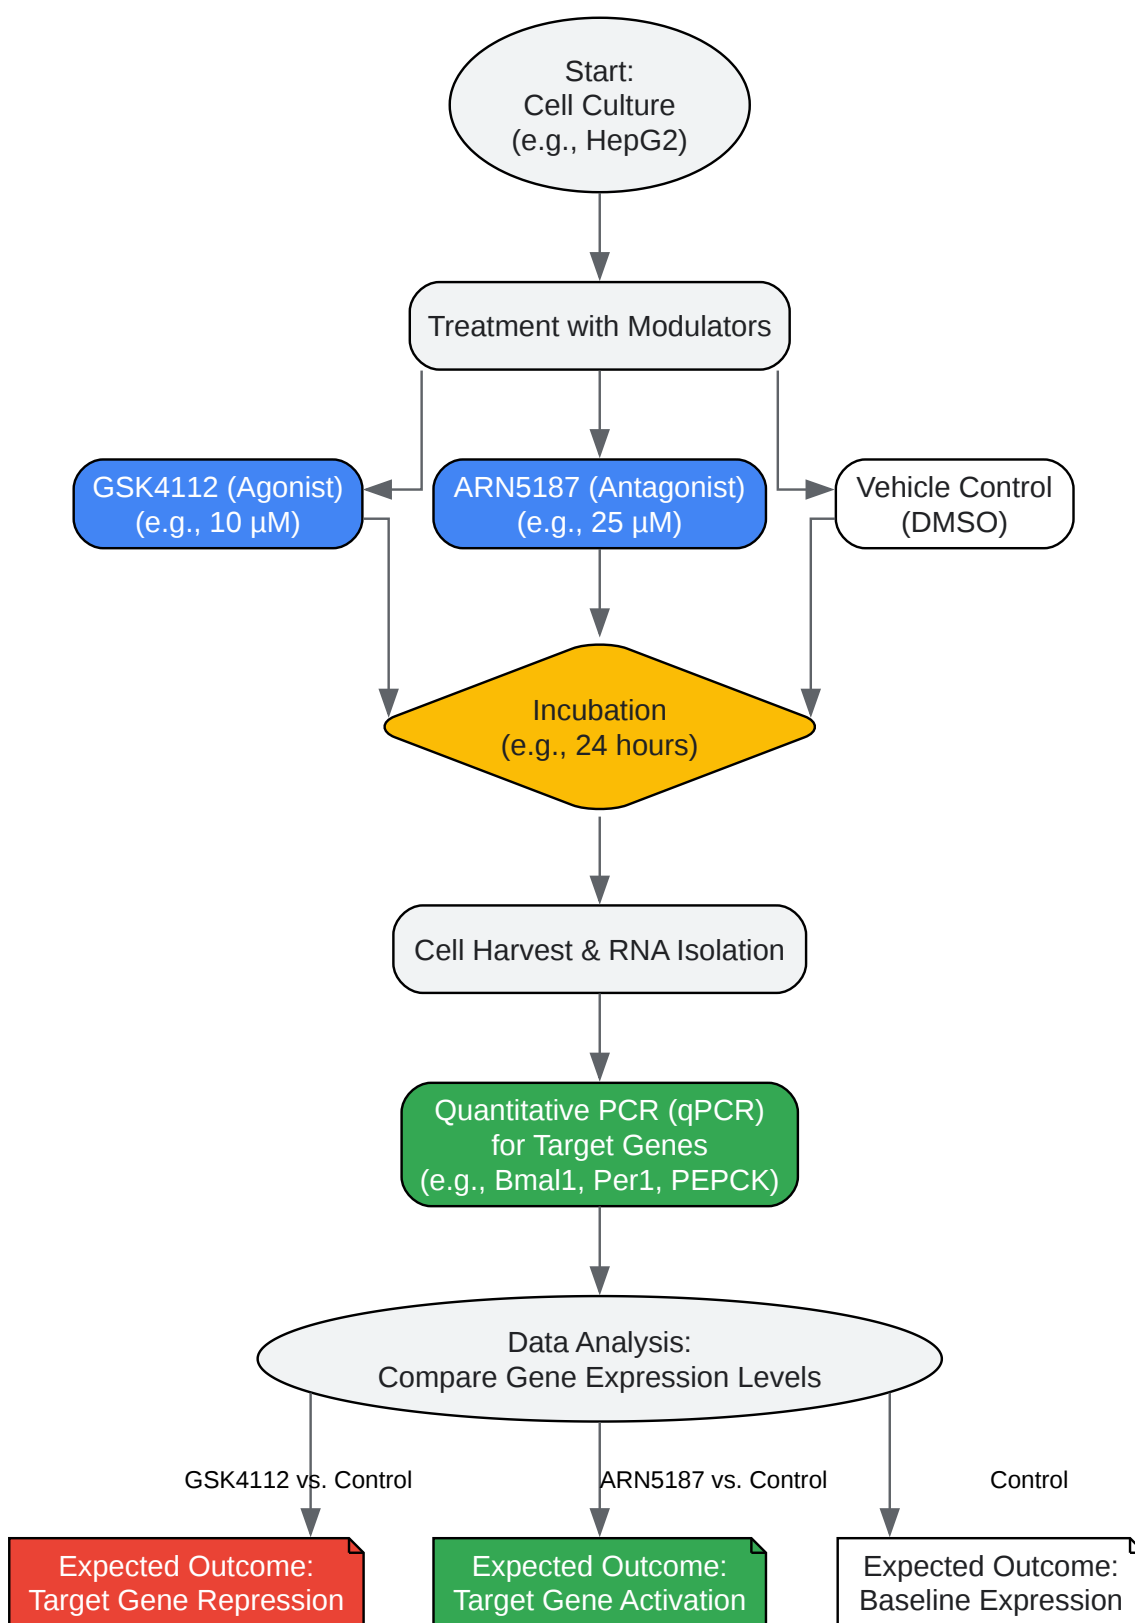 Start:
Cell Culture
(e.g., HepG2)
Treatment with Modulators
GSK4112 (Agonist)
(e.g., 10 µM)
ARN5187 (Antagonist)
(e.g., 25 µM)
Vehicle Control
(DMSO)
Incubation
(e.g., 24 hours)
Cell Harvest & RNA Isolation
Quantitative PCR (qPCR)
for Target Genes
(e.g., Bmal1, Per1, PEPCK)
Data Analysis:
Compare Gene Expression Levels
GSK4112 vs. Control
ARN5187 vs. Control
Control
Expected Outcome:
Target Gene Repression
Expected Outcome:
Target Gene Activation
Expected Outcome:
Baseline Expression